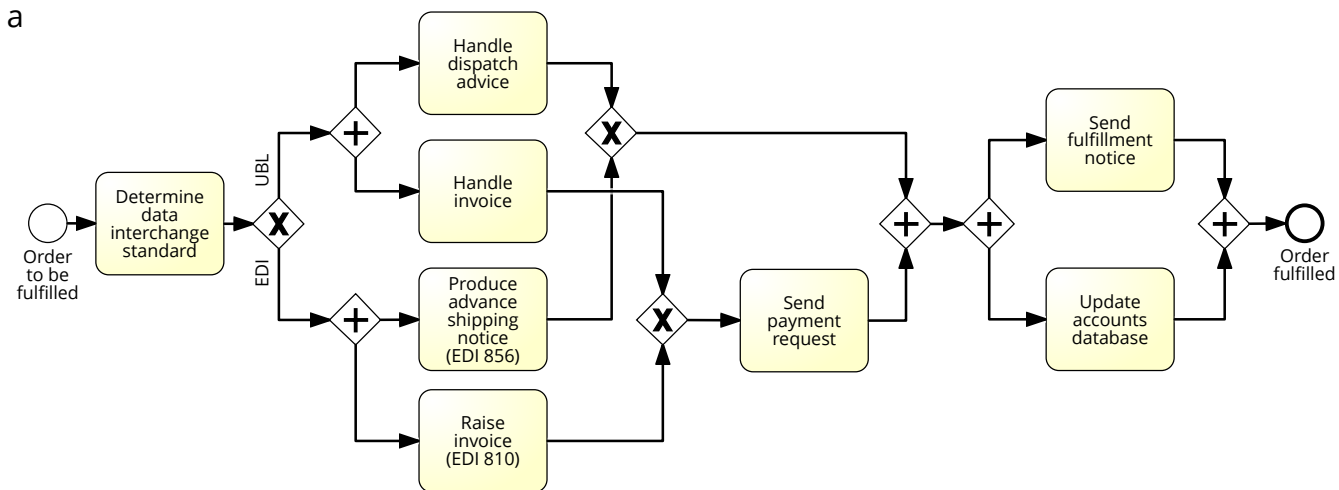 a
Order
to be
fulfilled
Determine
data
interchange
standard
X
UBL
EDI
Handle
dispatch
advice
Handle
invoice
Produce
advance
shipping
notice
(EDI 856)
Raise
invoice
(EDI 810)
X
X
Send
payment
request
Send
fulfillment
notice
Update
accounts
database
Order
fulfilled